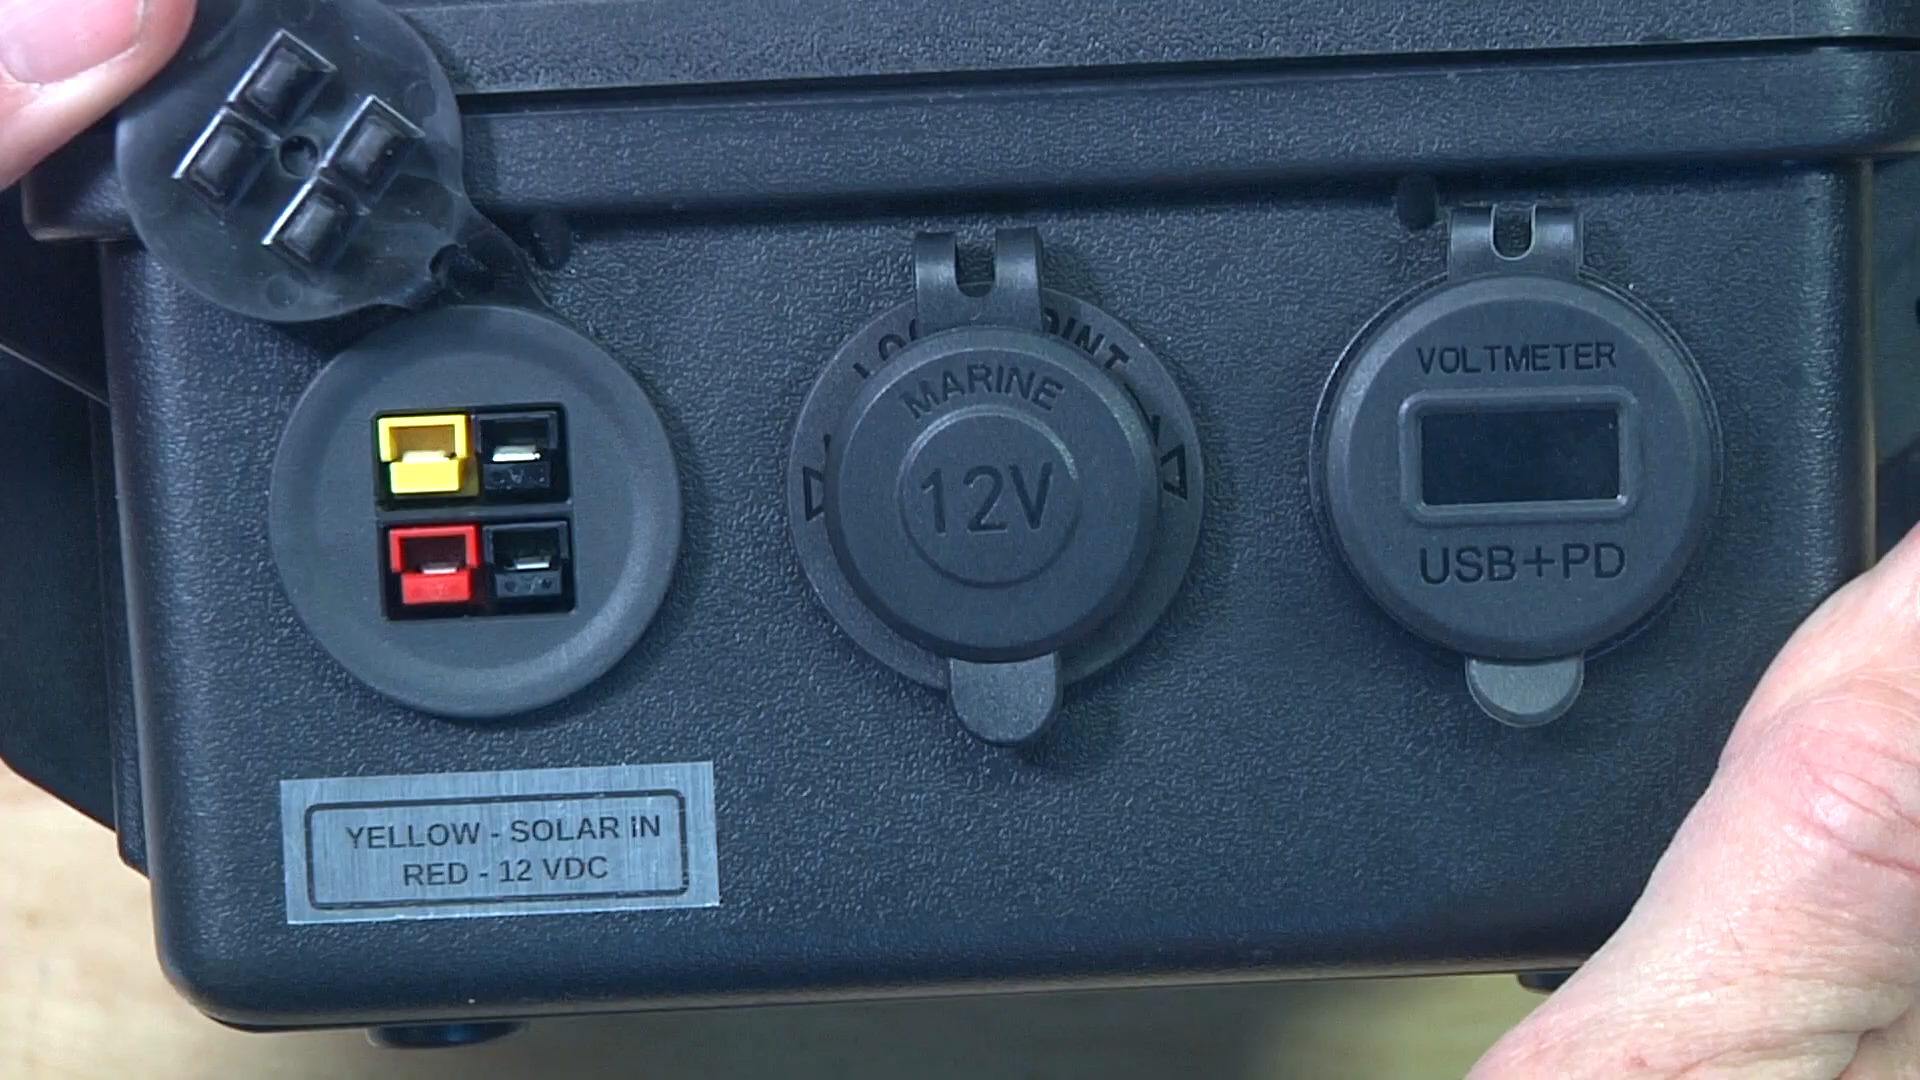 MARINE
12V
VOLTMETER
USB+PD
YELLOW - SOLAR IN
RED - 12 VDC